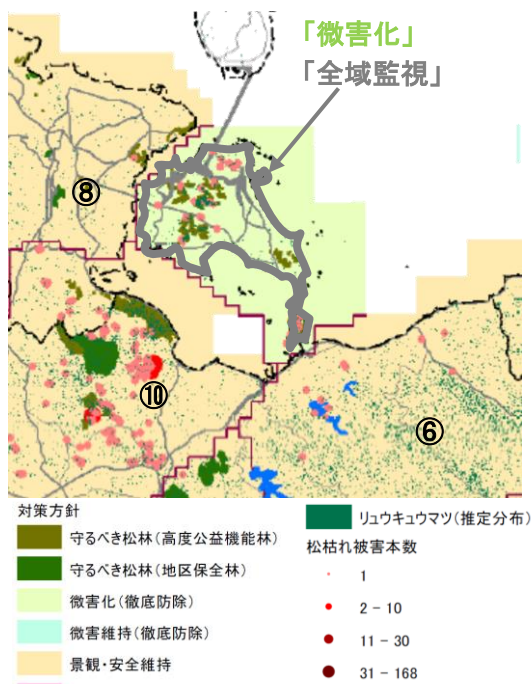 「微害化」
「全域監視」
⑧
⑩
⑥
対策方針
守るべき松林(高度公益機能林)
守るべき松林(地区保全林)
微害化(徹底防除)
微害維持(徹底防除)
景観・安全維持
リュウキュウマツ(推定分布)
松枯れ被害本数
1
2 - 10
11 - 30
31 - 168